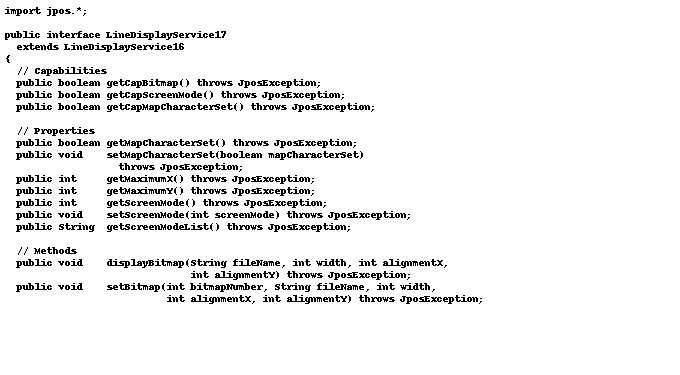 import jpos.*;

public interface LineDisplayService17
  extends LineDisplayService16
{
  // Capabilities
  public boolean getCapBitmap() throws JposException;
  public boolean getCapScreenMode() throws JposException;
  public boolean getCapMapCharacterSet() throws JposException;

  // Properties
  public boolean getMapCharacterSet() throws JposException;
  public void    setMapCharacterSet(boolean mapCharacterSet)
                   throws JposException;
  public int     getMaximumX() throws JposException;
  public int     getMaximumY() throws JposException;
  public int     getScreenMode() throws JposException;
  public void    setScreenMode(int screenMode) throws JposException;
  public String  getScreenModeList() throws JposException;

  // Methods
  public void    displayBitmap(String fileName, int width, int alignmentX,
                               int alignmentY) throws JposException;
  public void    setBitmap(int bitmapNumber, String fileName, int width,
                           int alignmentX, int alignmentY) throws JposException;